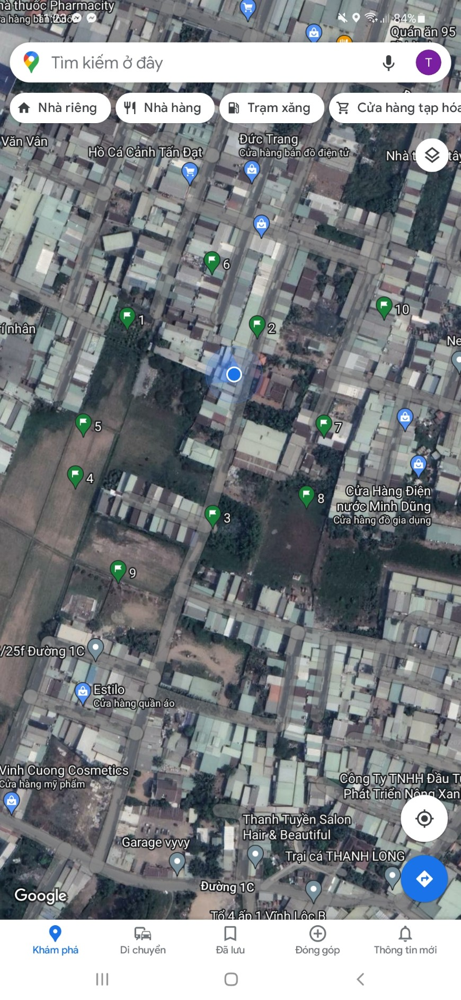 nhà thuốc Pharmacity
11:23
84%
Quán ăn 95
Tìm kiếm ở đây
T
Nhà riêng
Nhà hàng
Trạm xăng
Cửa hàng tạp hóa
Văn Vân
Hồ Cá Cảnh Tấn Đạt
Đức Trang
Cửa hàng bán đồ điện tử
Nhà t
tây
6
10
1
2
rí nhân
Ne
5
7
4
8
Cửa Hàng Điện
nước Minh Dũng
Cửa hàng đồ gia dụng
3
9
/25f Đường 1C
Estilo
Cửa hàng quần áo
Vinh Cuong Cosmetics
Cửa hàng mỹ phẩm
Công Ty TNHH Đầu Tư
Phát Triển Nông Xan
Thanh Tuyền Salon
Hair & Beautiful
Garage vyvy
Trại cá THANH LONG
Đường 1C
Google
Tổ 4 ấp 1 Vĩnh Lộc B
Khám phá
Di chuyển
Đã lưu
Đóng góp
Thông tin mới